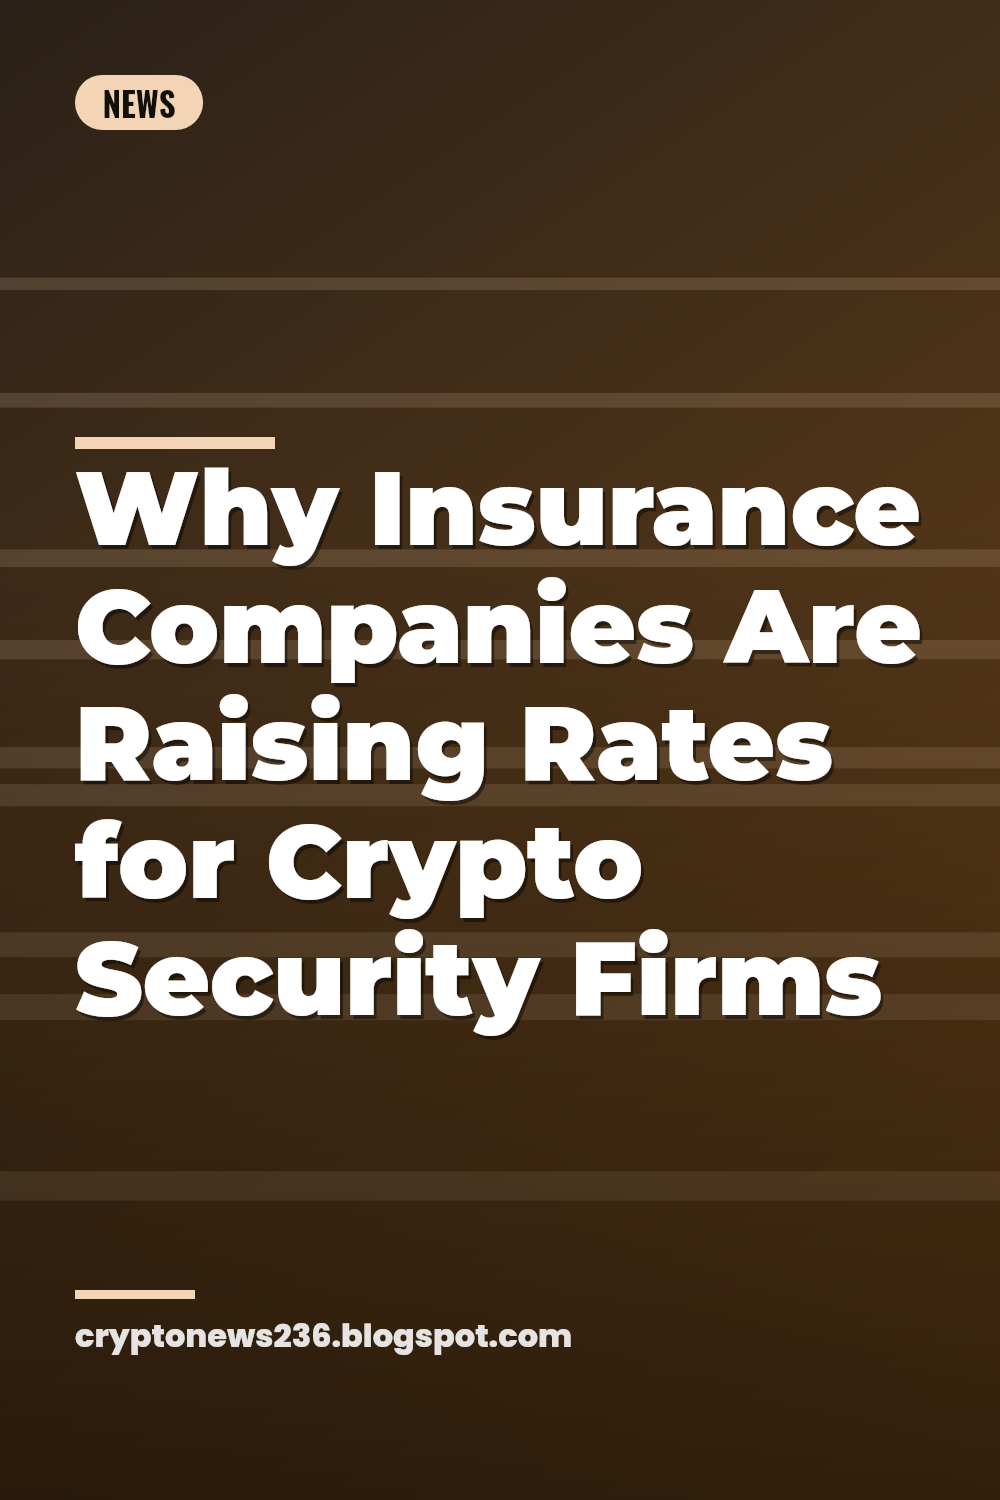 NEWS
Why Insurance
Companies Are
Raising Rates
for Crypto
Security Firms
cryptonews236.blogspot.com